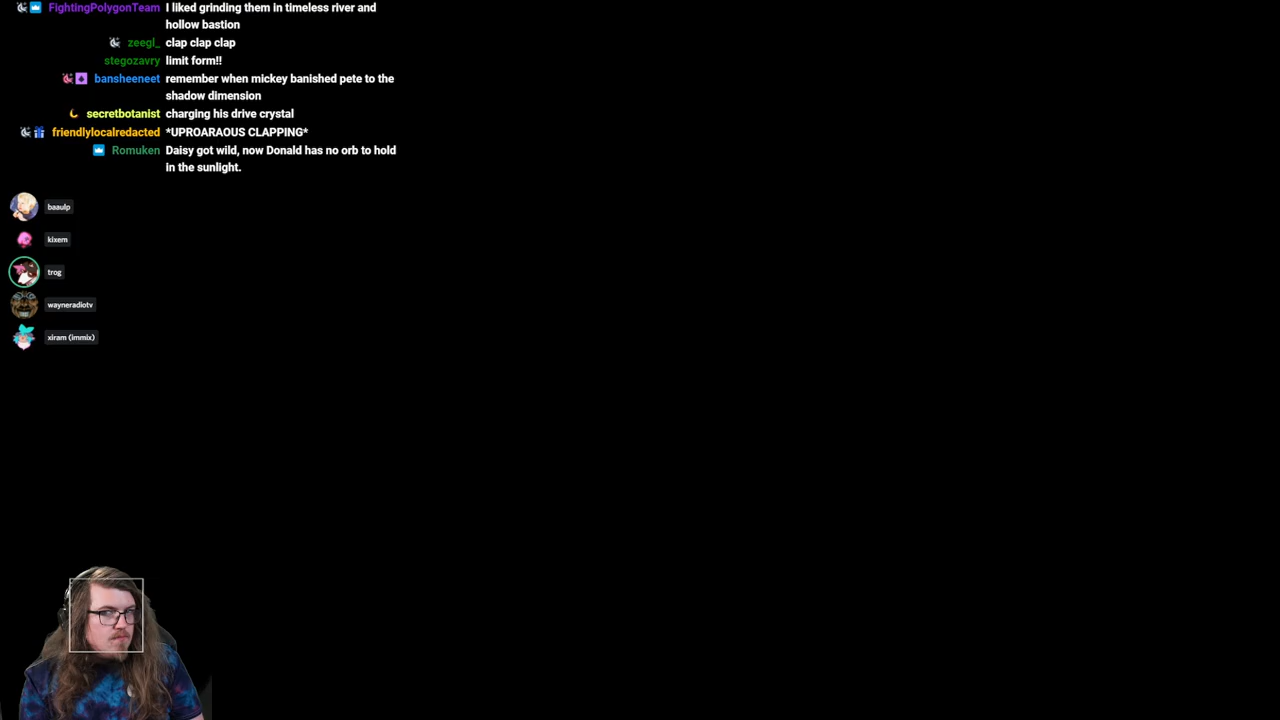 FightingPolygonTeam I liked grinding them in timeless river and
hollow bastion
zeegl_ clap clap clap
stegozavry limit form!!
bansheeneet remember when mickey banished pete to the
shadow dimension
secretbotanist charging his drive crystal
friendlylocalredacted *UPROARAOUS CLAPPING*
Romuken Daisy got wild, now Donald has no orb to hold
in the sunlight.
baaulp
kixem
trog
wayneradiotv
xiram (immix)